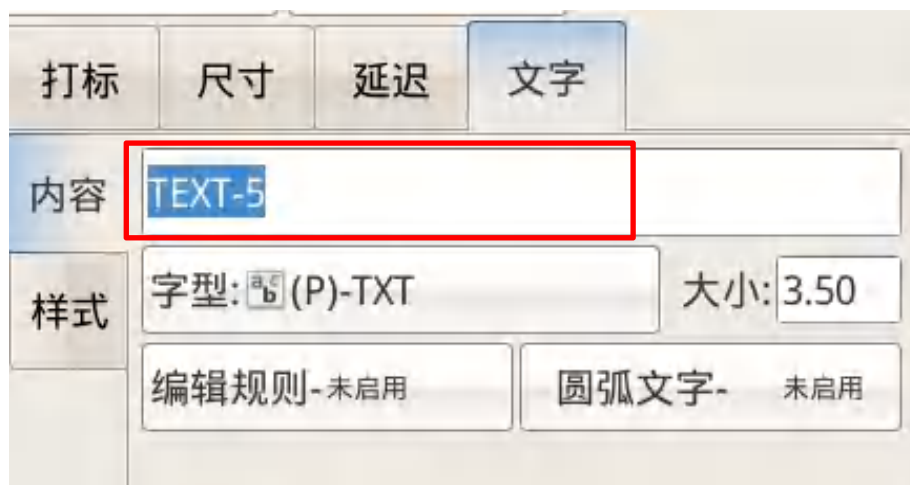 打标 尺寸 延迟 文字
内容 TEXT-5
字型: (P)-TXT 大小: 3.50
样式
编辑规则-未启用 圆弧文字- 未启用